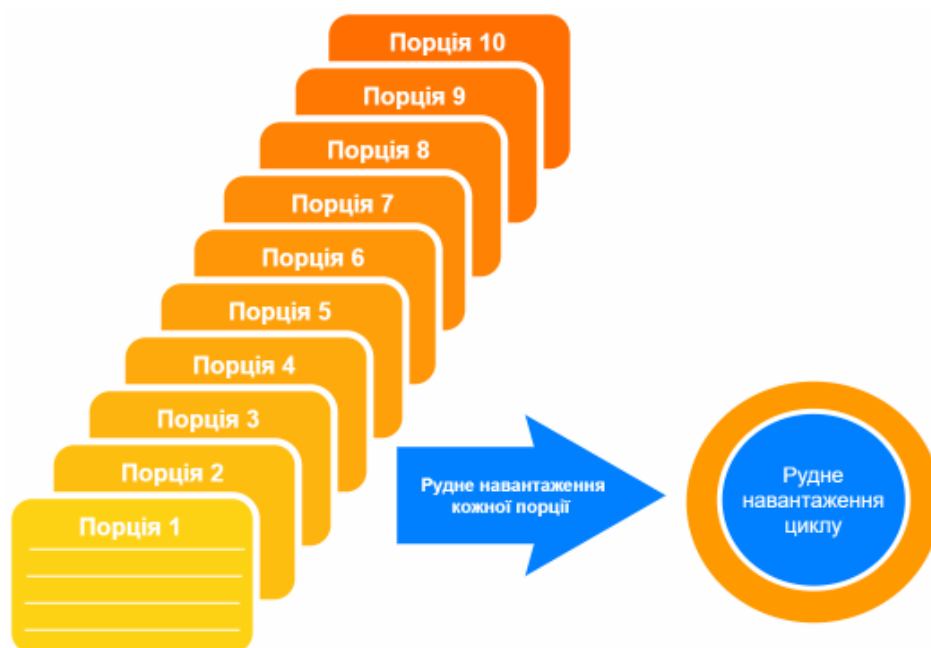 Порція 10
Порція 9
Порція 8
Порція 7
Порція 6
Порція 5
Порція 4
Порція 3
Порція 2
Порція 1
Рудне навантаження
кожної порції
Рудне
навантаження
циклу